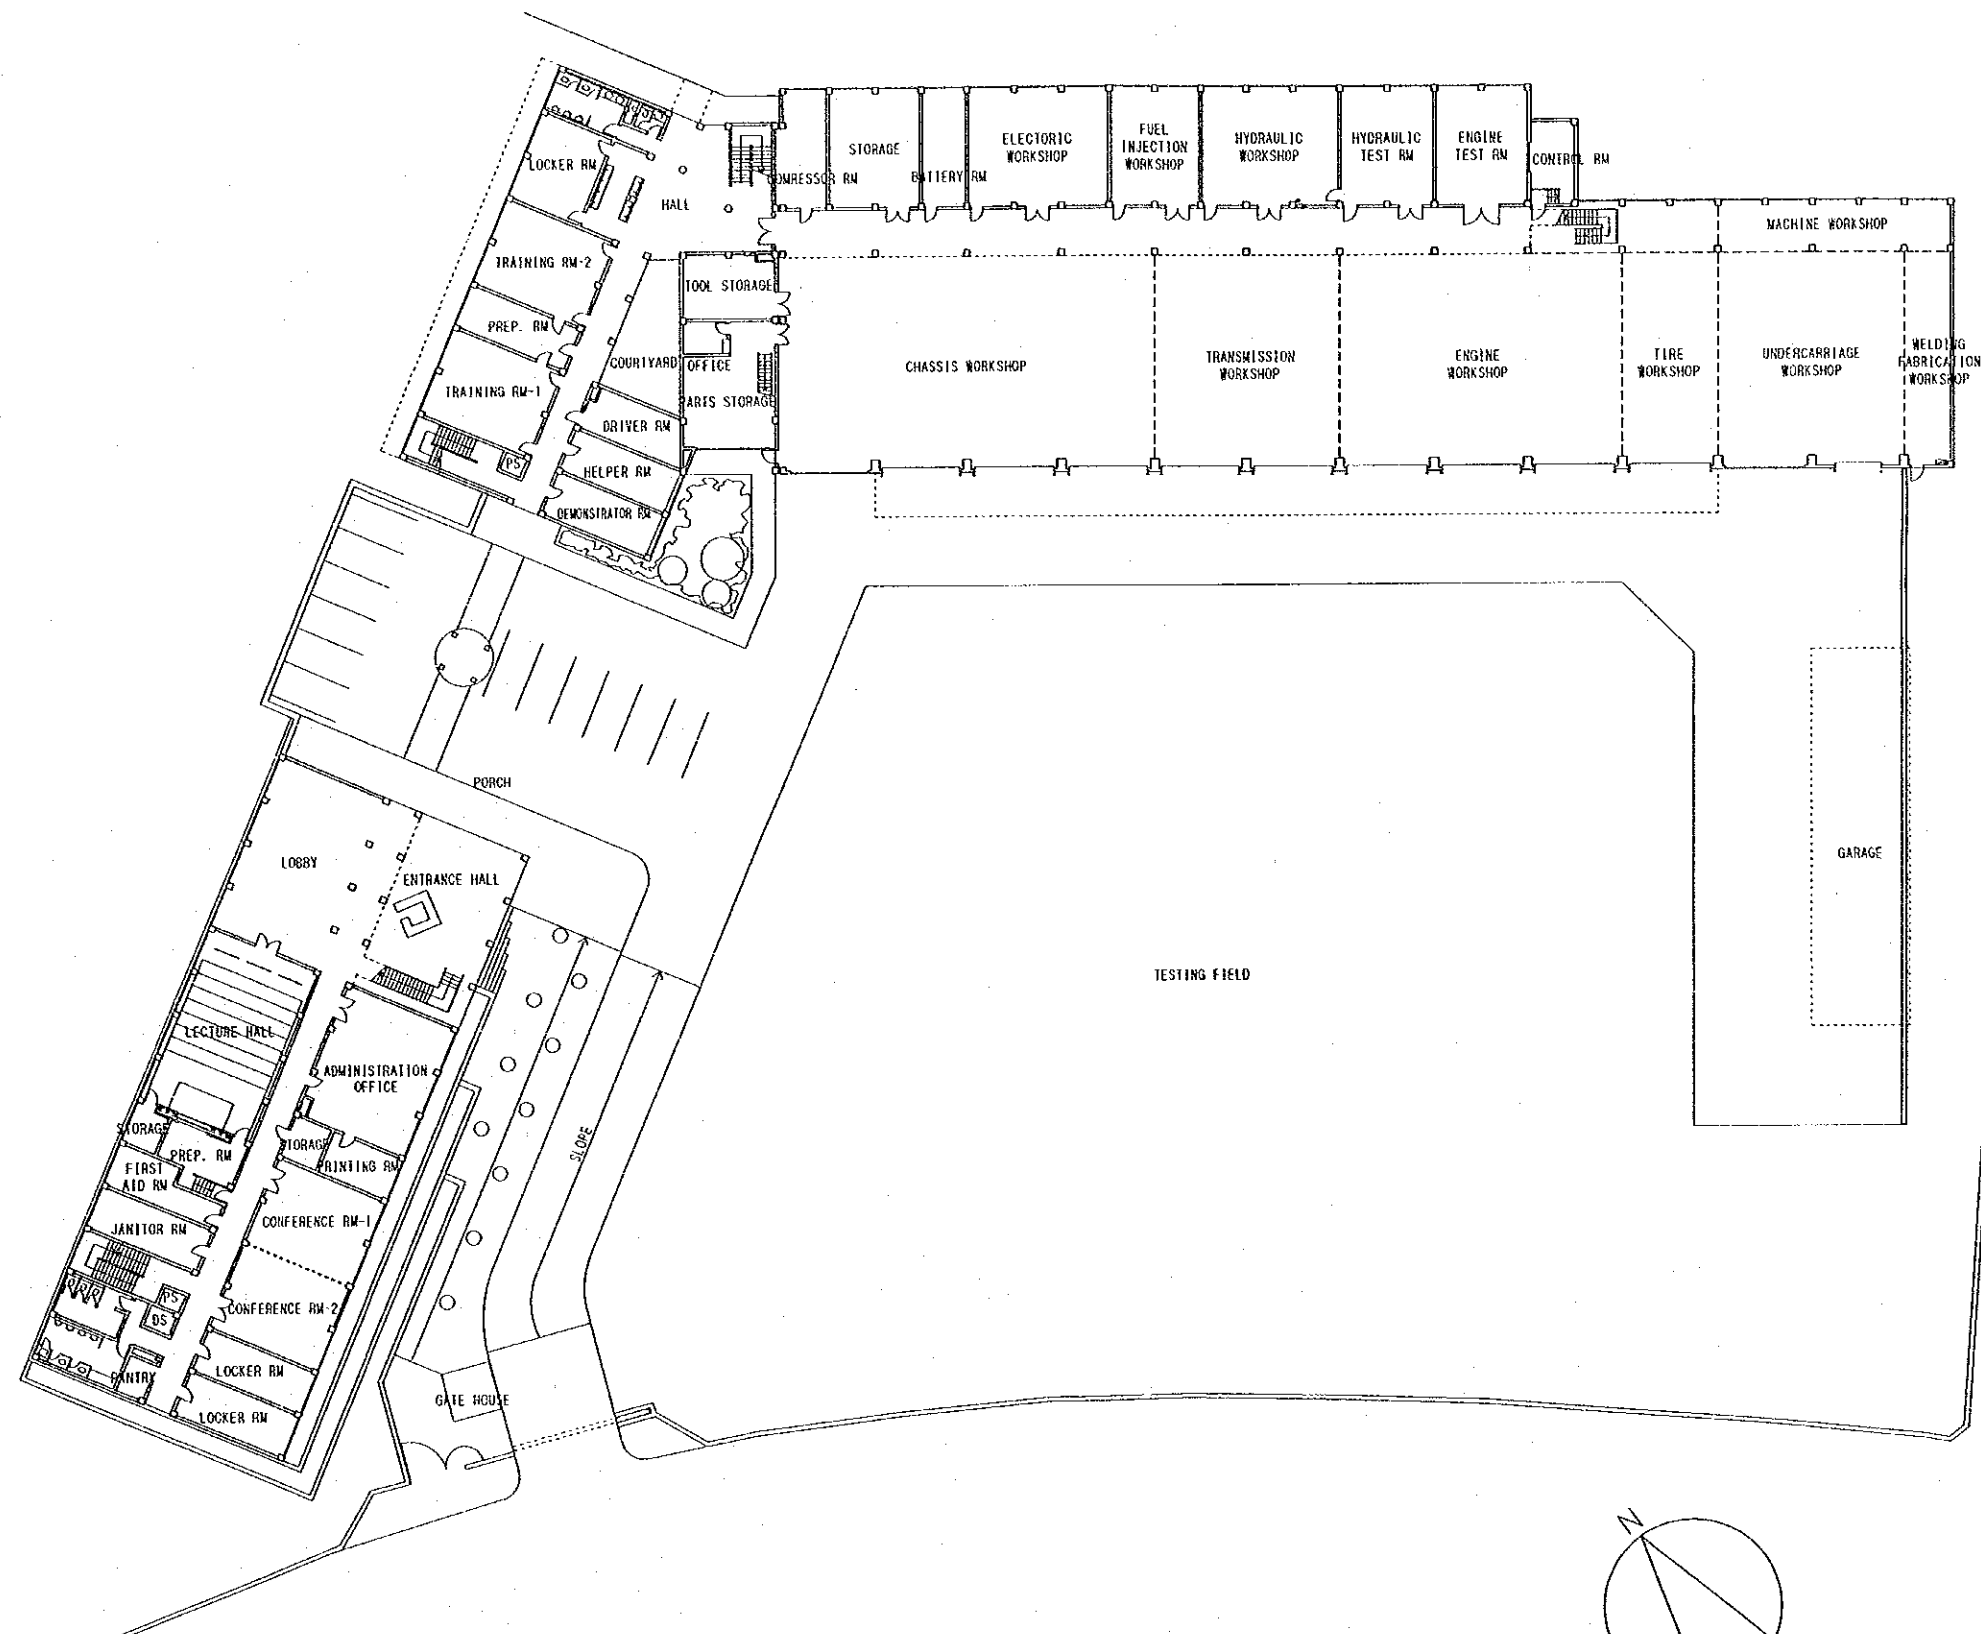 LOCKER RM
HALL
COMRESSOR RM
STORAGE
BATTERY RM
ELECTORIC
WORKSHOP
FUEL
INJECTION
WORKSHOP
HYDRAULIC
WORKSHOP
HYDRAULIC
TEST RM
ENGINE
TEST RM
CONTROL RM
MACHINE WORKSHOP
TRAINING RM-2
TOOL STORAGE
PREP. RM
COURTYARD
OFFICE
TRAINING RM-1
PARTS STORAGE
DRIVER RM
HELPER RM
PS
DEMONSTRATOR RM
CHASSIS WORKSHOP
TRANSMISSION
WORKSHOP
ENGINE
WORKSHOP
TIRE
WORKSHOP
UNDERCARRIAGE
WORKSHOP
WELDING
FABRICATION
WORKSHOP
PORCH
LOBBY
ENTRANCE HALL
GARAGE
TESTING FIELD
LECTURE HALL
ADMINISTRATION
OFFICE
STORAGE
PREP. RM
STORAGE
PRINTING RM
SLOPE
FIRST
AID RM
JANITOR RM
CONFERENCE RM-1
CONFERENCE RM-2
PS
DS
LOCKER RM
PANTRY
LOCKER RM
GATE HOUSE
N